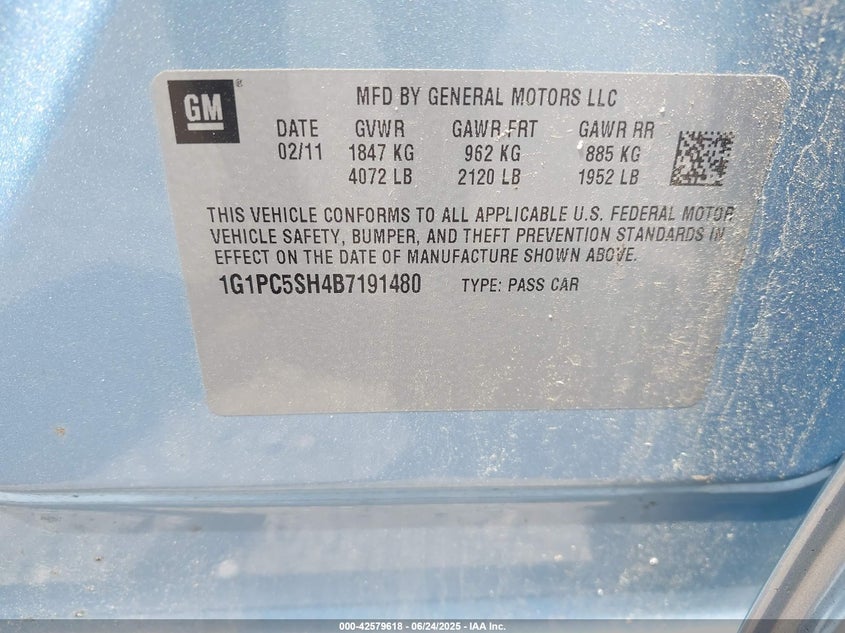 GM®
MFD BY GENERAL MOTORS LLC
DATE GVWR GAWR FRT GAWR RR
02/11 1847 KG 962 KG 885 KG
4072 LB 2120 LB 1952 LB
THIS VEHICLE CONFORMS TO ALL APPLICABLE U.S. FEDERAL MOTOR
VEHICLE SAFETY, BUMPER, AND THEFT PREVENTION STANDARDS IN
EFFECT ON THE DATE OF MANUFACTURE SHOWN ABOVE.
1G1PC5SH4B7191480 TYPE: PASS CAR
000-42579618 - 06/24/2025 - IAA Inc.